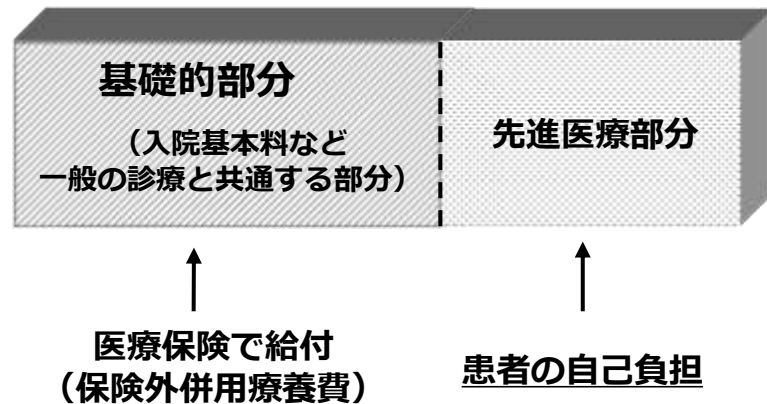 基礎的部分
（入院基本料など
一般の診療と共通する部分）
先進医療部分
医療保険で給付
（保険外併用療養費）
患者の自己負担